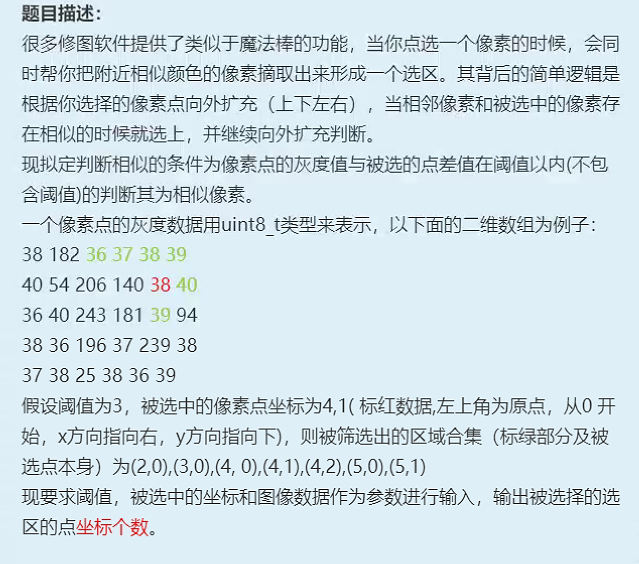 题目描述：
很多修图软件提供了类似于魔法棒的功能，当你点选一个像素的时候，会同
时帮你把附近相似颜色的像素摘取出来形成一个选区。其背后的简单逻辑是
根据你选择的像素点向外扩充（上下左右），当相邻像素和被选中的像素存
在相似的时候就选上，并继续向外扩充判断。
现拟定判断相似的条件为像素点的灰度值与被选的点差值在阈值以内(不包
含阈值)的判断其为相似像素。
一个像素点的灰度数据用uint8_t类型来表示，以下面的二维数组为例子：
38 182 36 37 38 39
40 54 206 140 38 40
36 40 243 181 39 94
38 36 196 37 239 38
37 38 25 38 36 39
假设阈值为3，被选中的像素点坐标为4,1( 标红数据,左上角为原点，从0 开
始，x方向指向右，y方向指向下)，则被筛选出的区域合集（标绿部分及被
选点本身）为(2,0),(3,0),(4, 0),(4,1),(4,2),(5,0),(5,1)
现要求阈值，被选中的坐标和图像数据作为参数进行输入，输出被选择的选
区的点坐标个数。